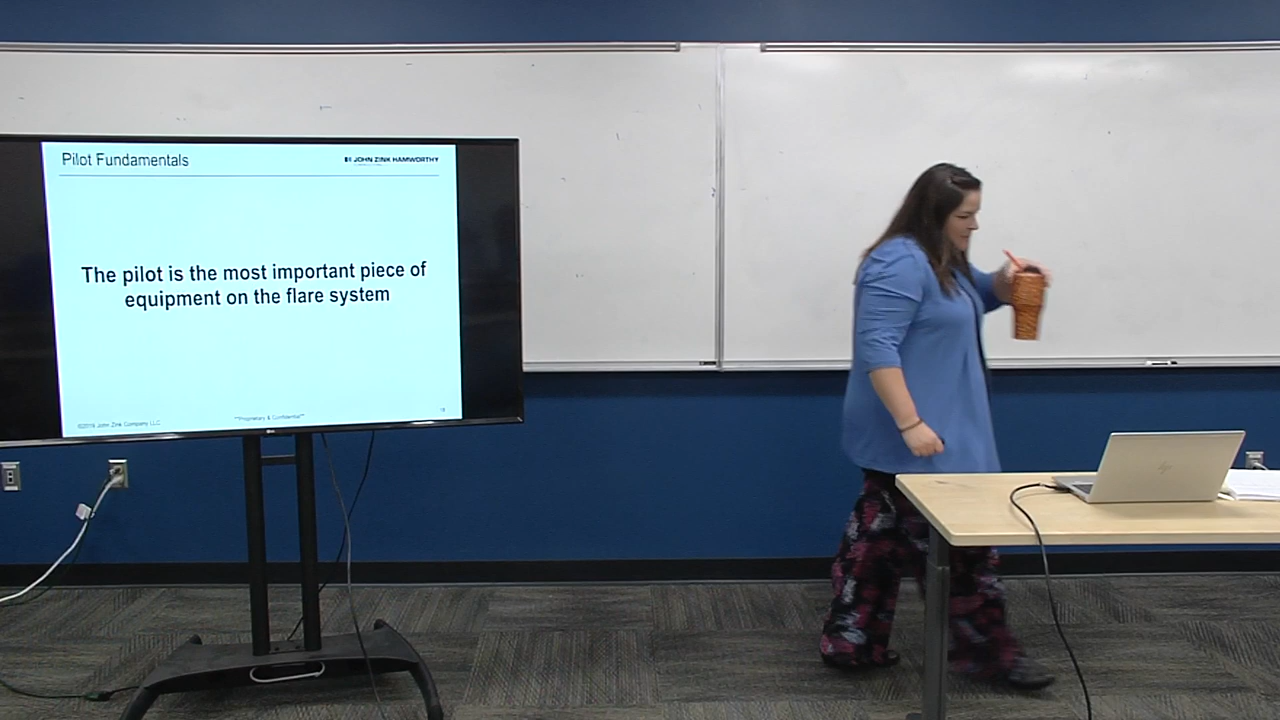 Pilot Fundamentals
JOHN ZINK HAMWORTHY
The pilot is the most important piece of
equipment on the flare system
**Proprietary & Confidential**
©2019 John Zink Company LLC